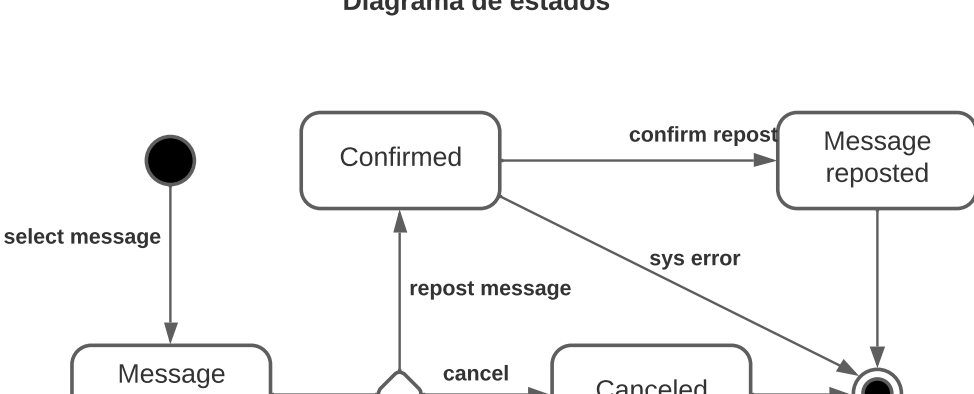 Diagrama de estados
confirm repost
Message
reposted
Confirmed
select message
sys error
repost message
Message
cancel
Canceled